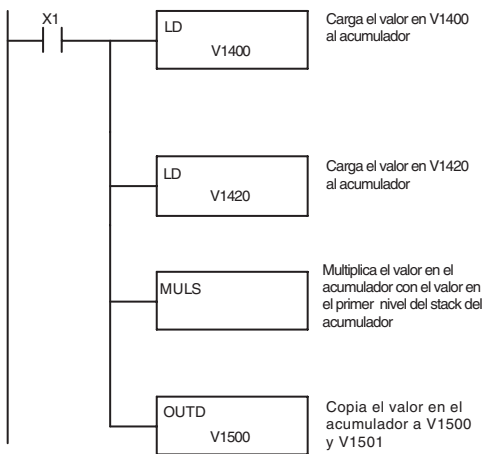 X1
LD
V1400
Carga el valor en V1400
al acumulador
LD
V1420
Carga el valor en V1420
al acumulador
MULS
Multiplica el valor en el
acumulador con el valor en
el primer nivel del stack del
acumulador
OUTD
V1500
Copia el valor en el
acumulador a V1500
y V1501